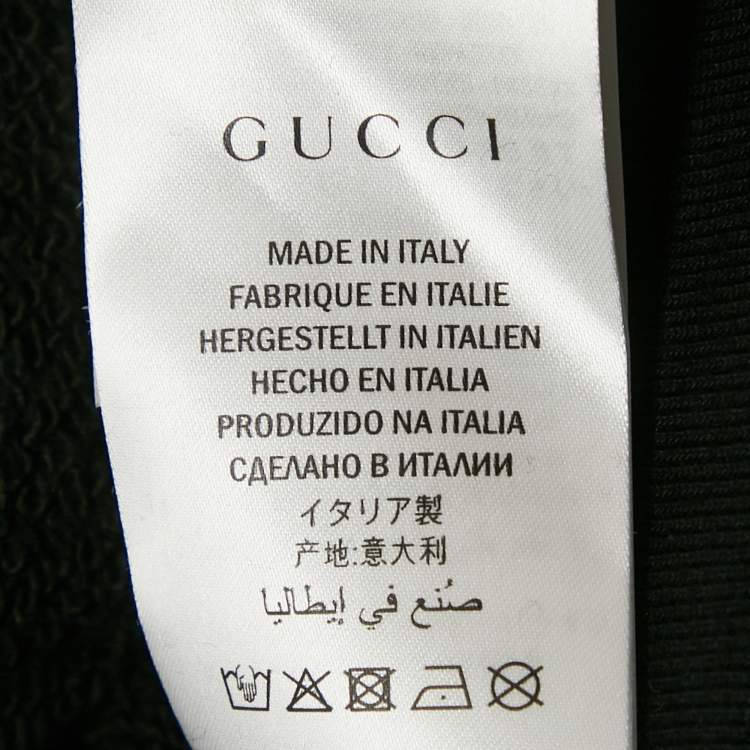 GUCCI
MADE IN ITALY
FABRIQUE EN ITALIE
HERGESTELLT IN ITALIEN
HECHO EN ITALIA
PRODUZIDO NA ITALIA
СДЕЛАНО В ИТАЛИИ
イタリア製
产地:意大利
صُنع في إيطاليا